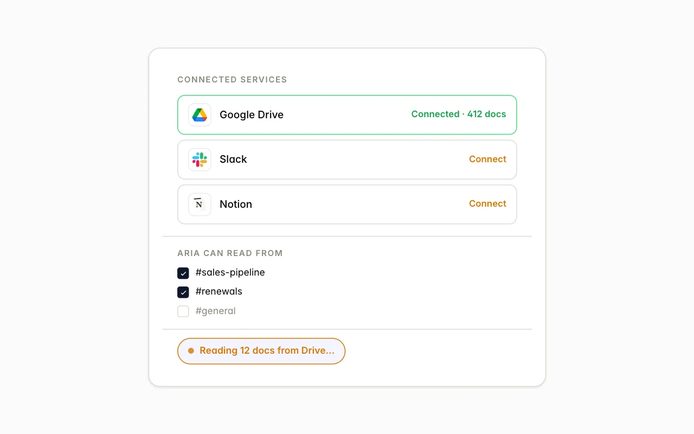 CONNECTED SERVICES
Google Drive Connected · 412 docs
Slack Connect
N Notion Connect
ARIA CAN READ FROM
#sales-pipeline
#renewals
#general
Reading 12 docs from Drive...